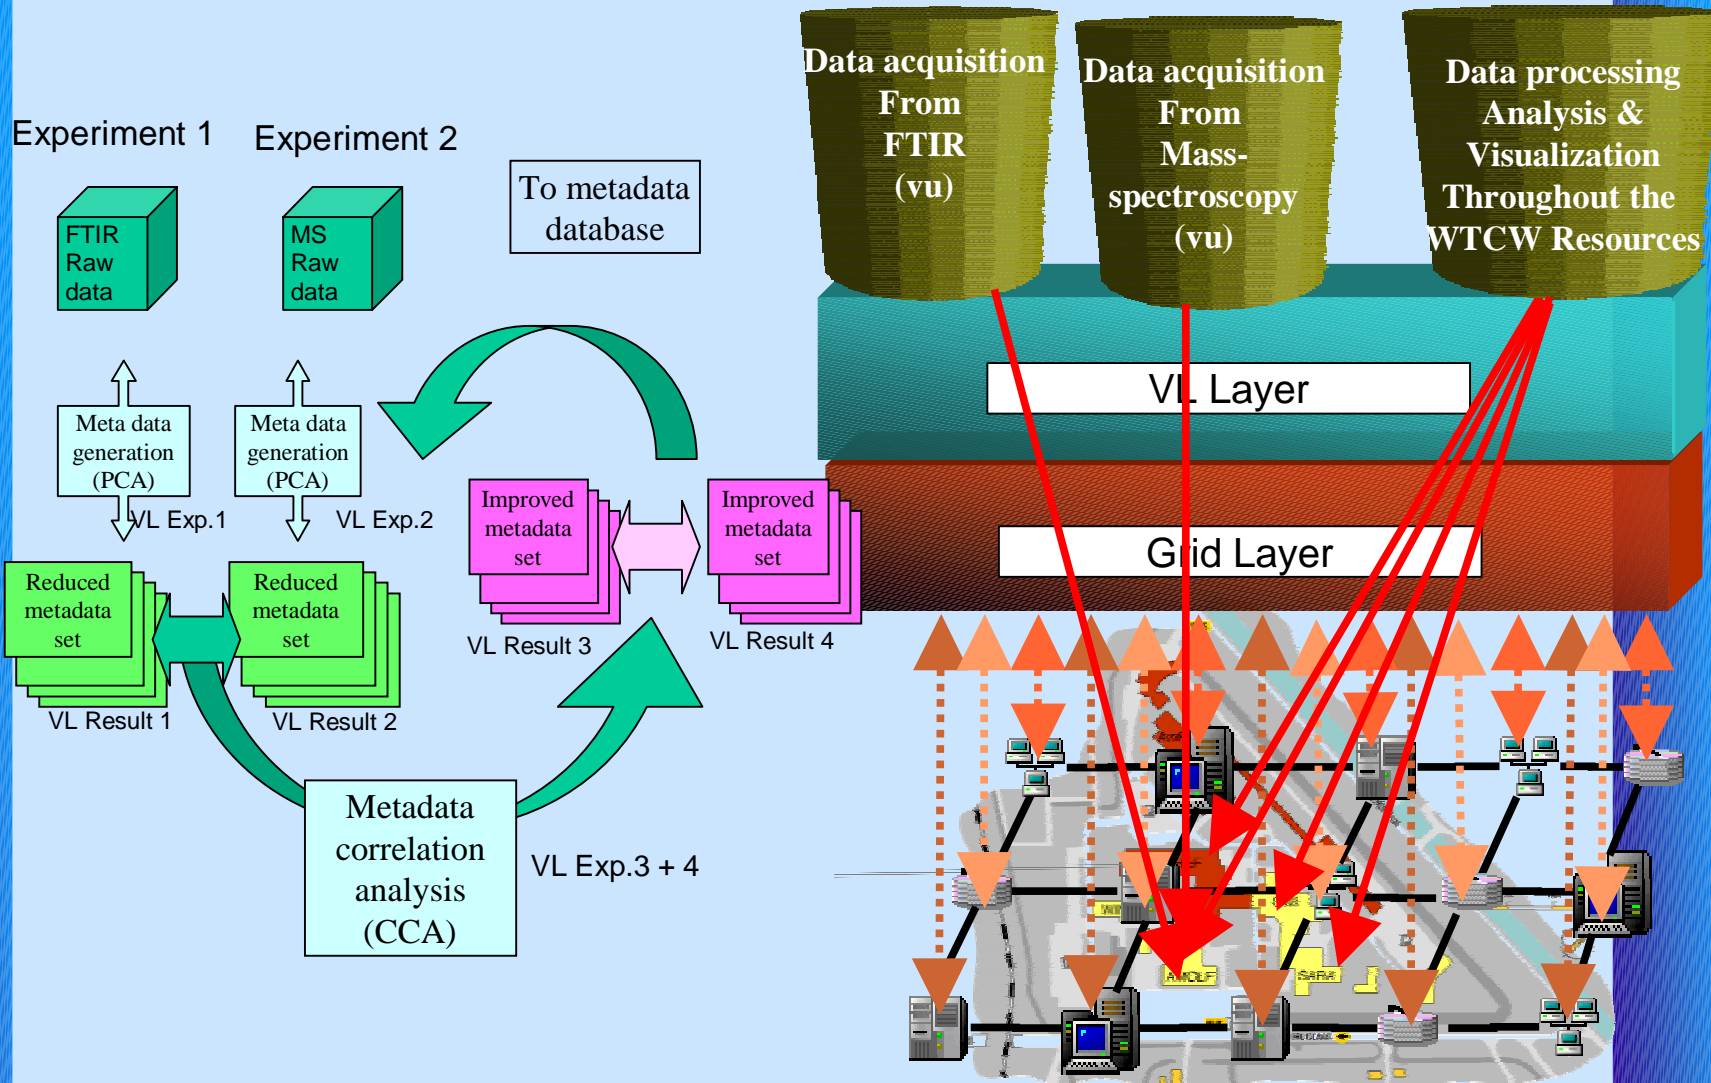 Experiment 1
Experiment 2
FTIR
Raw
data
MS
Raw
data
To metadata
database
Meta data
generation
(PCA)
Meta data
generation
(PCA)
VL Exp.1
VL Exp.2
Reduced
metadata
set
Reduced
metadata
set
VL Result 1
VL Result 2
Improved
metadata
set
Improved
metadata
set
VL Result 3
VL Result 4
Metadata
correlation
analysis
(CCA)
VL Exp.3 + 4
Data acquisition
From
FTIR
(vu)
Data acquisition
From
Mass-
spectroscopy
(vu)
Data processing
Analysis &
Visualization
Throughout the
WTCW Resources
VL Layer
Grid Layer
AMOLF
SARA